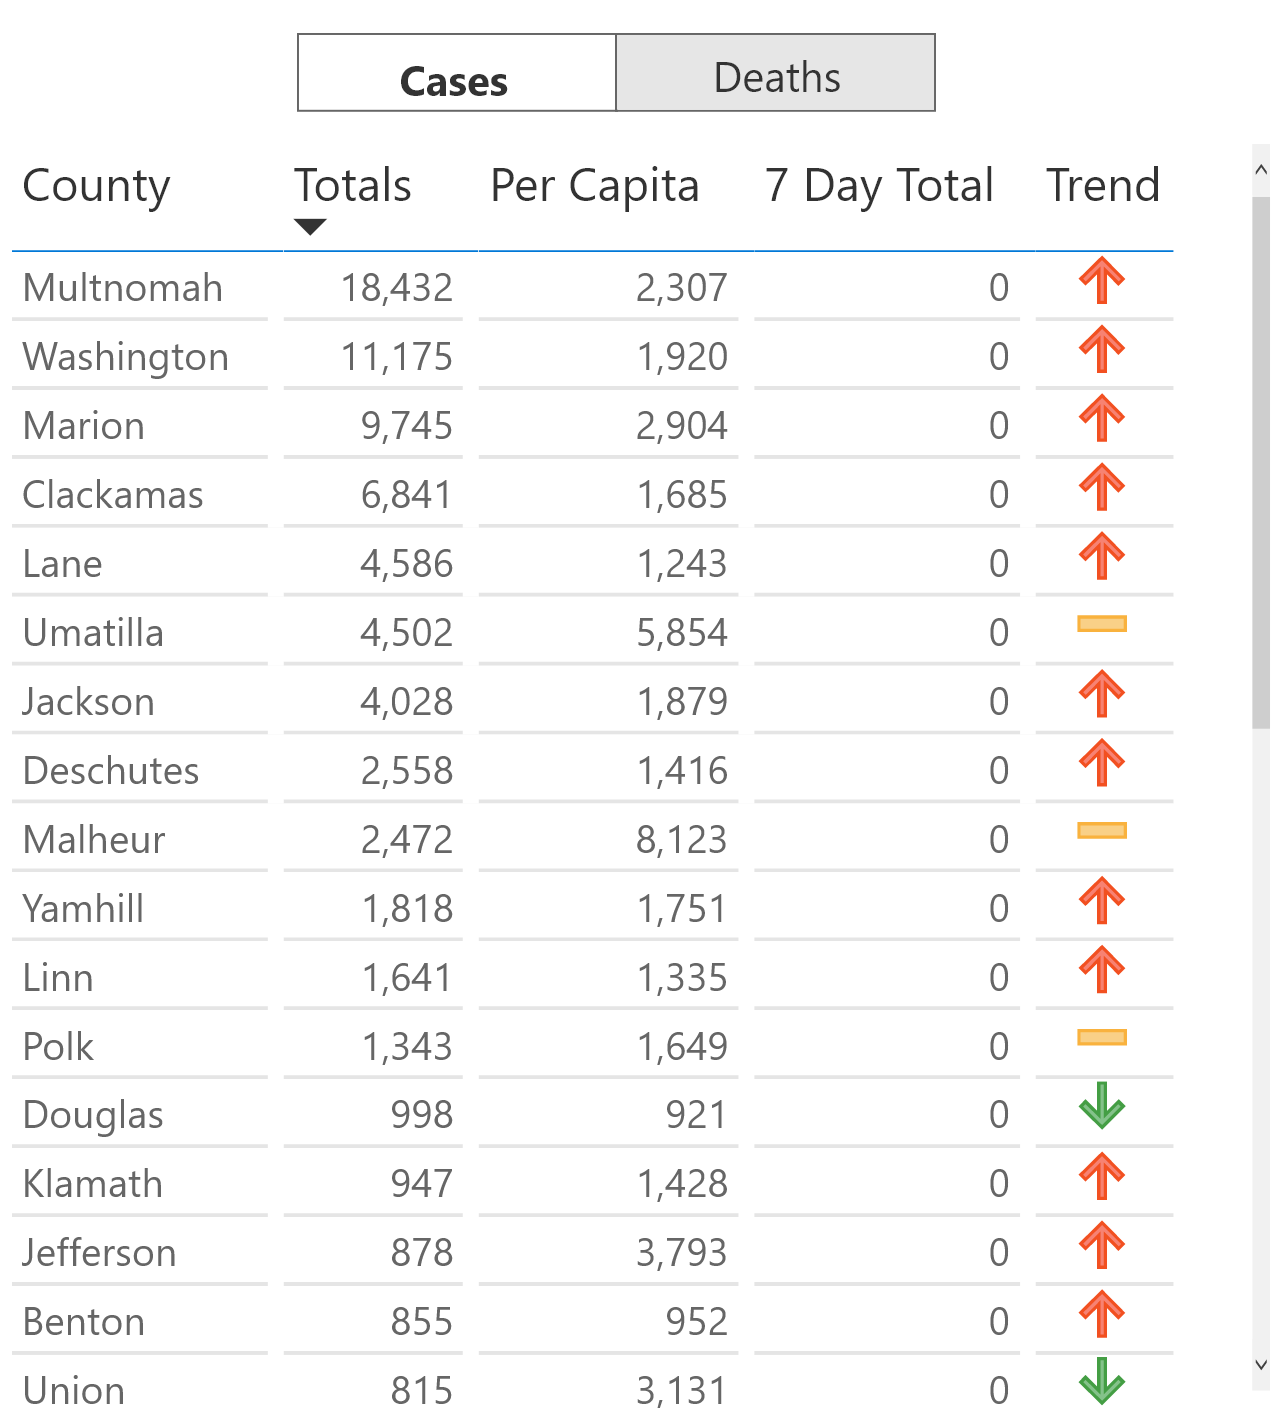 Cases Deaths
County Totals Per Capita 7 Day Total Trend
Multnomah 18,432 2,307 0
Washington 11,175 1,920 0
Marion 9,745 2,904 0
Clackamas 6,841 1,685 0
Lane 4,586 1,243 0
Umatilla 4,502 5,854 0
Jackson 4,028 1,879 0
Deschutes 2,558 1,416 0
Malheur 2,472 8,123 0
Yamhill 1,818 1,751 0
Linn 1,641 1,335 0
Polk 1,343 1,649 0
Douglas 998 921 0
Klamath 947 1,428 0
Jefferson 878 3,793 0
Benton 855 952 0
Union 815 3,131 0